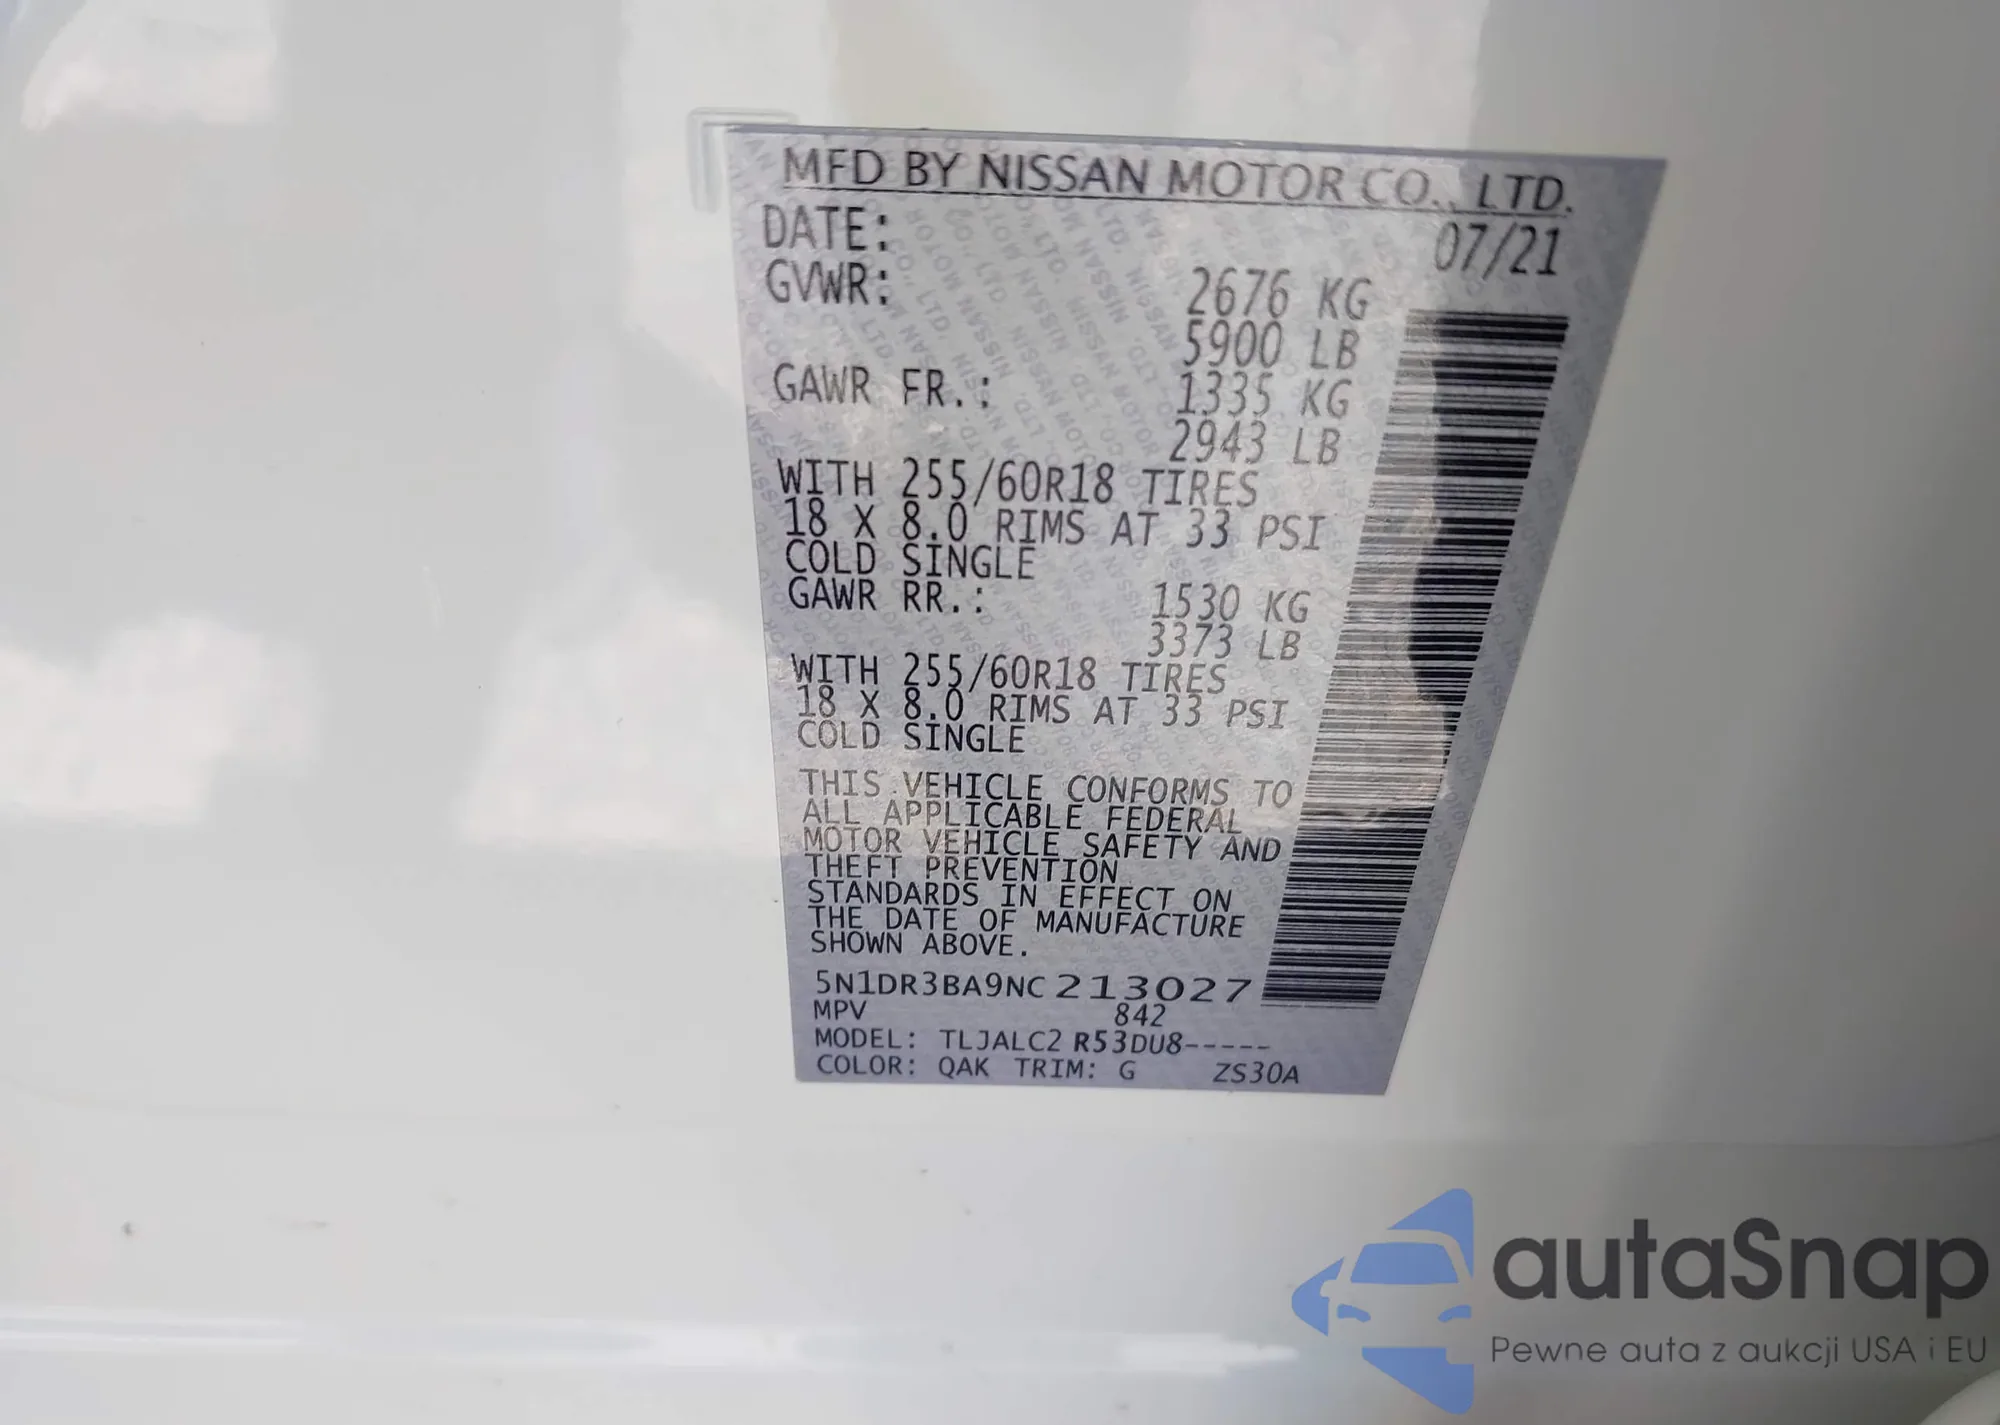 MFD BY NISSAN MOTOR CO., LTD.
DATE: 07/21
GVWR: 2676 KG
5900 LB
GAWR FR.: 1335 KG
2943 LB
WITH 255/60R18 TIRES
18 X 8.0 RIMS AT 33 PSI
COLD SINGLE
GAWR RR.: 1530 KG
3373 LB
WITH 255/60R18 TIRES
18 X 8.0 RIMS AT 33 PSI
COLD SINGLE
THIS VEHICLE CONFORMS TO
ALL APPLICABLE FEDERAL
MOTOR VEHICLE SAFETY AND
THEFT PREVENTION
STANDARDS IN EFFECT ON
THE DATE OF MANUFACTURE
SHOWN ABOVE.
5N1DR3BA9NC213027
MPV 842
MODEL: TLJALC2 R53DU8-----
COLOR: QAK TRIM: G ZS30A
autaSnap
Pewne auta z aukcji USA i EU